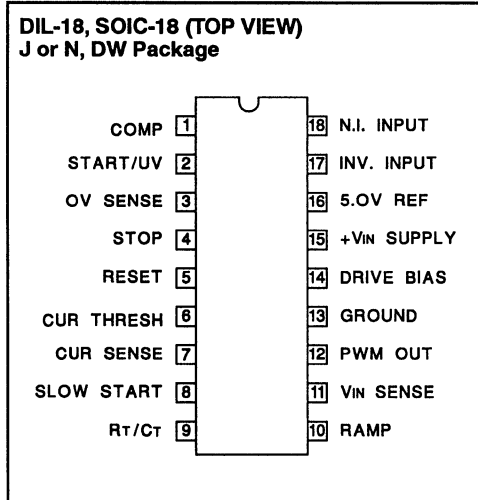 DIL-18, SOIC-18 (TOP VIEW)
J or N, DW Package
COMP 1 18 N.I. INPUT
START/UV 2 17 INV. INPUT
OV SENSE 3 16 5.0V REF
STOP 4 15 +VIN SUPPLY
RESET 5 14 DRIVE BIAS
CUR THRESH 6 13 GROUND
CUR SENSE 7 12 PWM OUT
SLOW START 8 11 VIN SENSE
RT/CT 9 10 RAMP